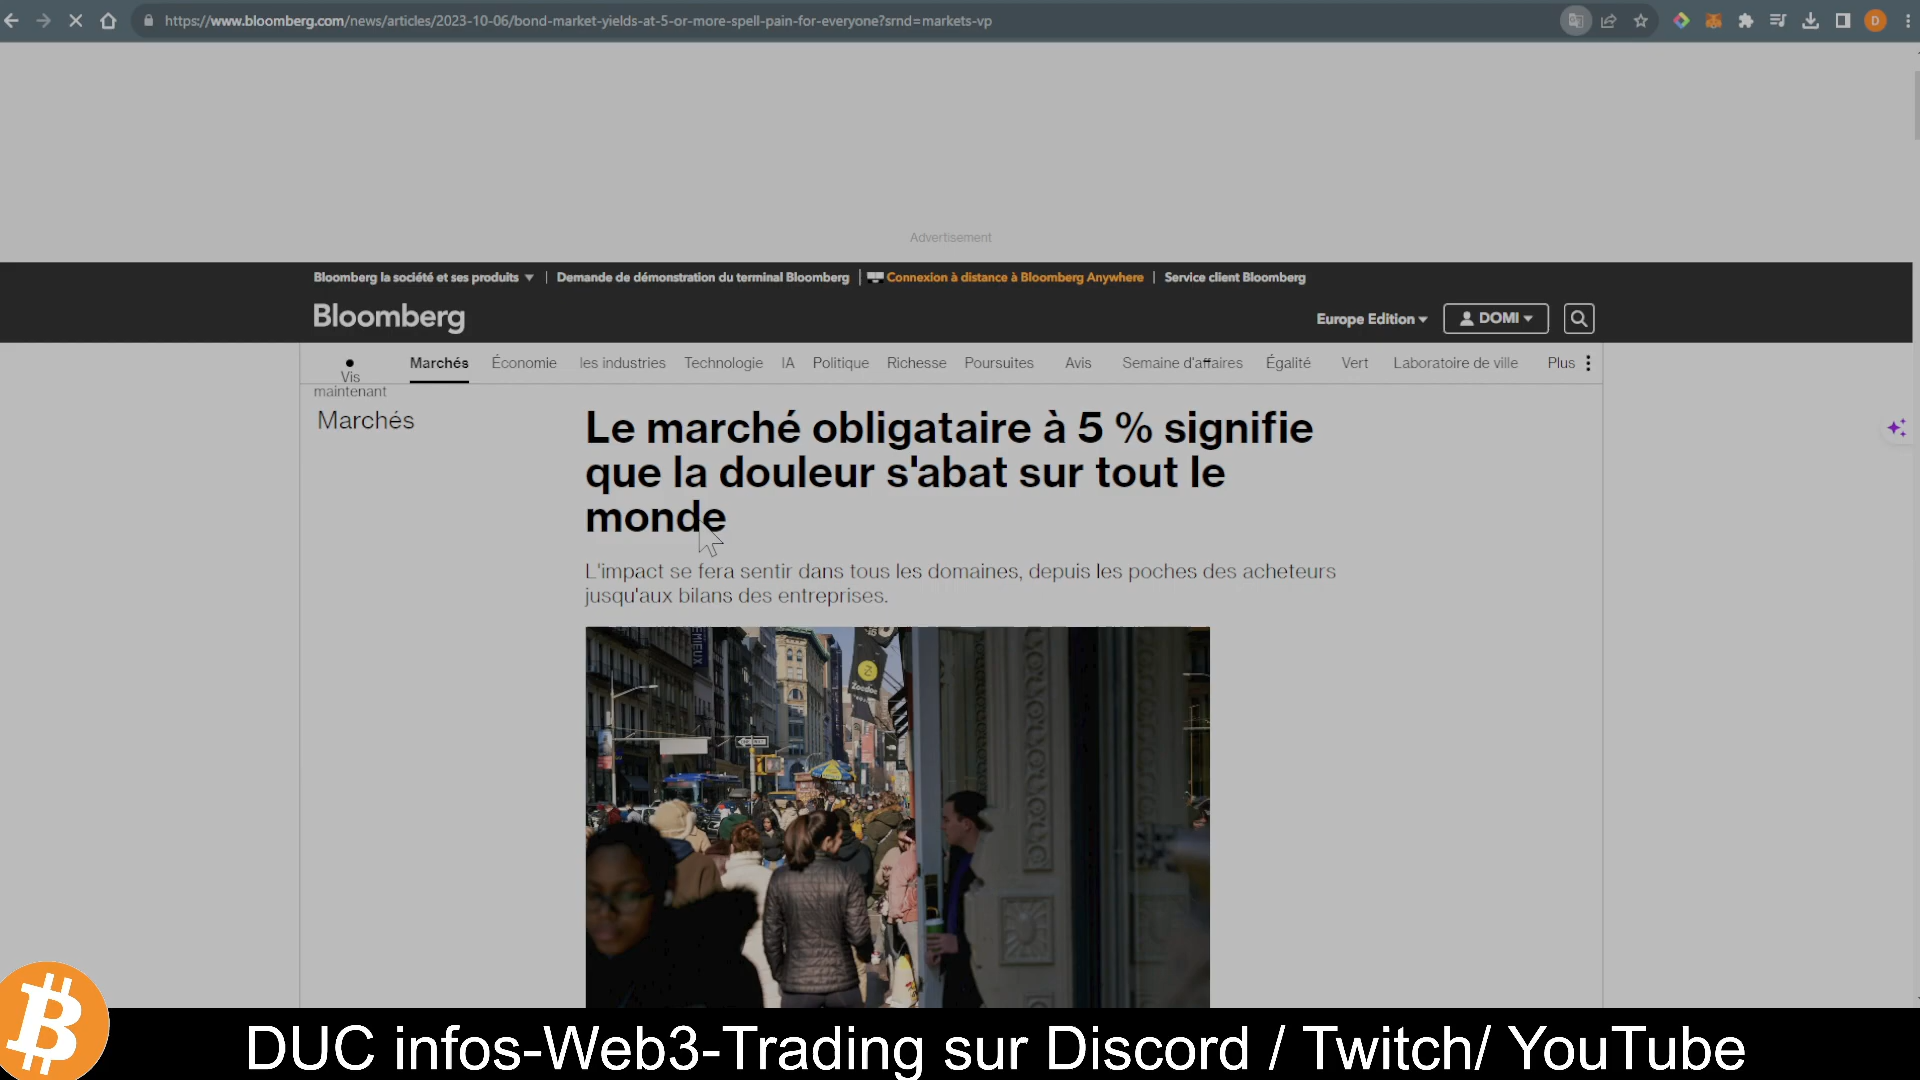 https://www.bloomberg.com/news/articles/2023-10-06/bond-market-yields-at-5-or-more-spell-pain-for-everyone?srnd=markets-vp
D
Advertisement
Bloomberg la société et ses produits
Demande de démonstration du terminal Bloomberg
Connexion à distance à Bloomberg Anywhere
Service client Bloomberg
Bloomberg
Europe Edition
DOMI
Vis maintenant
Marchés
Économie
les industries
Technologie
IA
Politique
Richesse
Poursuites
Avis
Semaine d'affaires
Égalité
Vert
Laboratoire de ville
Plus
Marchés
Le marché obligataire à 5 % signifie
que la douleur s'abat sur tout le
monde
L'impact se fera sentir dans tous les domaines, depuis les poches des acheteurs
jusqu'aux bilans des entreprises.
DUC infos-Web3-Trading sur Discord / Twitch/ YouTube